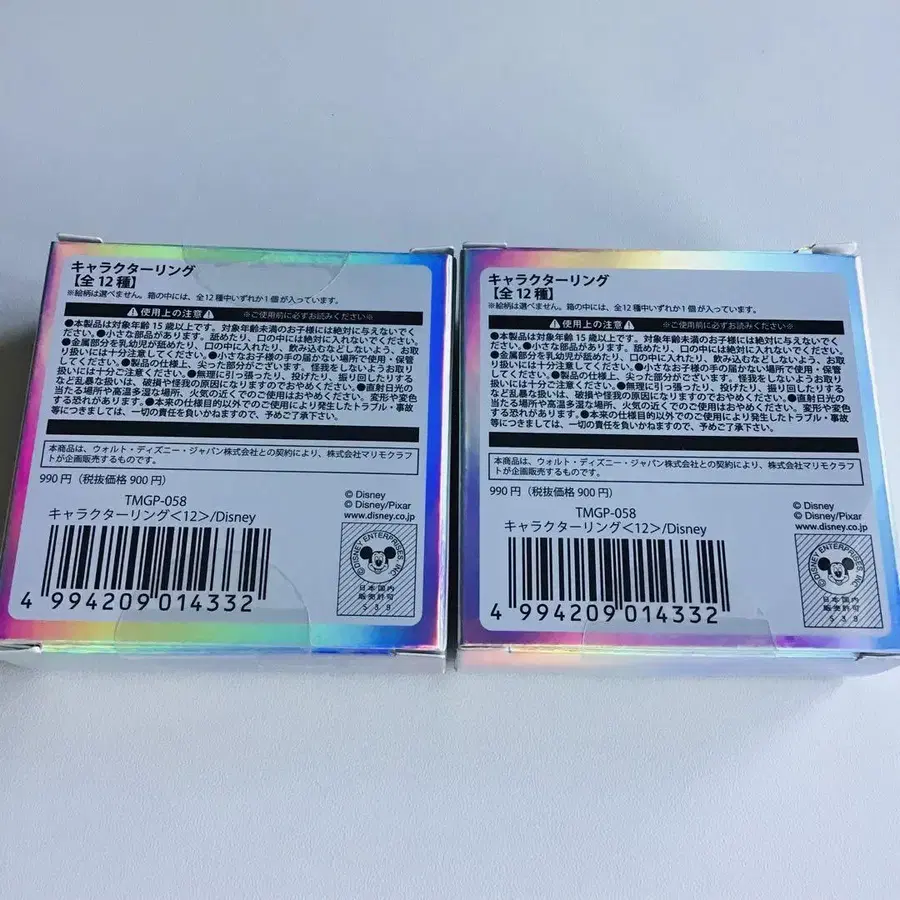 キャラクターリング
【全12種】
※絵柄は選べません。箱の中には、全12種中いずれか1個が入っています。
⚠使用上の注意⚠ ※ご使用前に必ずお読みください※
●本製品は対象年齢15歳以上です。対象年齢未満のお子様には絶対に与えないでく
ださい。●小さな部品があります。舐めたり、口の中には絶対に入れないでください。
●金属部分を乳幼児が舐めたり、口の中に入れたり、飲み込むなどしないよう、お取
り扱いには十分注意してください。●小さなお子様の手の届かない場所で使用・保管
してください。●製品の仕様上、尖った部分がございます。怪我をしないようお取り
扱いには十分ご注意ください。●無理に引っ張ったり、投げたり、振り回したりする
など乱暴な扱いは、破損や怪我の原因になりますのでおやめください。●直射日光の
当たる場所や高温多湿な場所、火気の近くでのご使用はおやめください。変形や変色
する恐れがあります。●本来の仕様目的以外でのご使用により発生したトラブル・事故
等につきましては、一切の責任を負いかねますので、予めご了承ください。
本商品は、ウォルト・ディズニー・ジャパン株式会社との契約により、株式会社マリモクラフ
トが企画販売するものです。
990円（税抜価格 900円）
© Disney
© Disney/Pixar
www.disney.co.jp
TMGP-058
キャラクターリング<12>/Disney
4 994209 014332
©DISNEY ENTERPRISES, INC.
日本国内
販売許可
539
キャラクターリング
【全12種】
※絵柄は選べません。箱の中には、全12種中いずれか1個が入っています。
⚠使用上の注意⚠ ※ご使用前に必ずお読みください※
●本製品は対象年齢15歳以上です。対象年齢未満のお子様には絶対に与えないでく
ださい。●小さな部品があります。舐めたり、口の中には絶対に入れないでください。
●金属部分を乳幼児が舐めたり、口の中に入れたり、飲み込むなどしないよう、お取
り扱いには十分注意してください。●小さなお子様の手の届かない場所で使用・保管
してください。●製品の仕様上、尖った部分がございます。怪我をしないようお取り
扱いには十分ご注意ください。●無理に引っ張ったり、投げたり、振り回したりする
など乱暴な扱いは、破損や怪我の原因になりますのでおやめください。●直射日光の
当たる場所や高温多湿な場所、火気の近くでのご使用はおやめください。変形や変色
する恐れがあります。●本来の仕様目的以外でのご使用により発生したトラブル・事故
等につきましては、一切の責任を負いかねますので、予めご了承ください。
本商品は、ウォルト・ディズニー・ジャパン株式会社との契約により、株式会社マリモクラフ
トが企画販売するものです。
990円（税抜価格 900円）
© Disney
© Disney/Pixar
www.disney.co.jp
TMGP-058
キャラクターリング<12>/Disney
4 994209 014332
©DISNEY ENTERPRISES, INC.
日本国内
販売許可
539